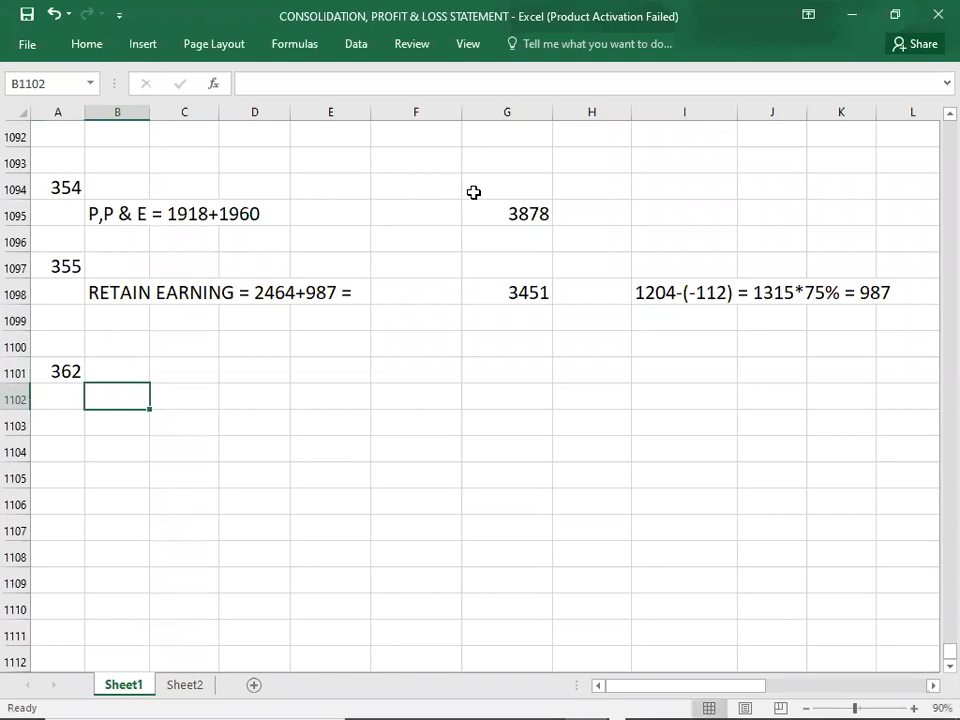 CONSOLIDATION, PROFIT & LOSS STATEMENT - Excel (Product Activation Failed)
File Home Insert Page Layout Formulas Data Review View Tell me what you want to do... Share
B1102 fx
A B C D E F G H I J K L
1092
1093
1094 354
1095 P,P & E = 1918+1960 3878
1096
1097 355
1098 RETAIN EARNING = 2464+987 = 3451 1204-(-112) = 1315*75% = 987
1099
1100
1101 362
1102
1103
1104
1105
1106
1107
1108
1109
1110
1111
1112
Sheet1 Sheet2
Ready 90%